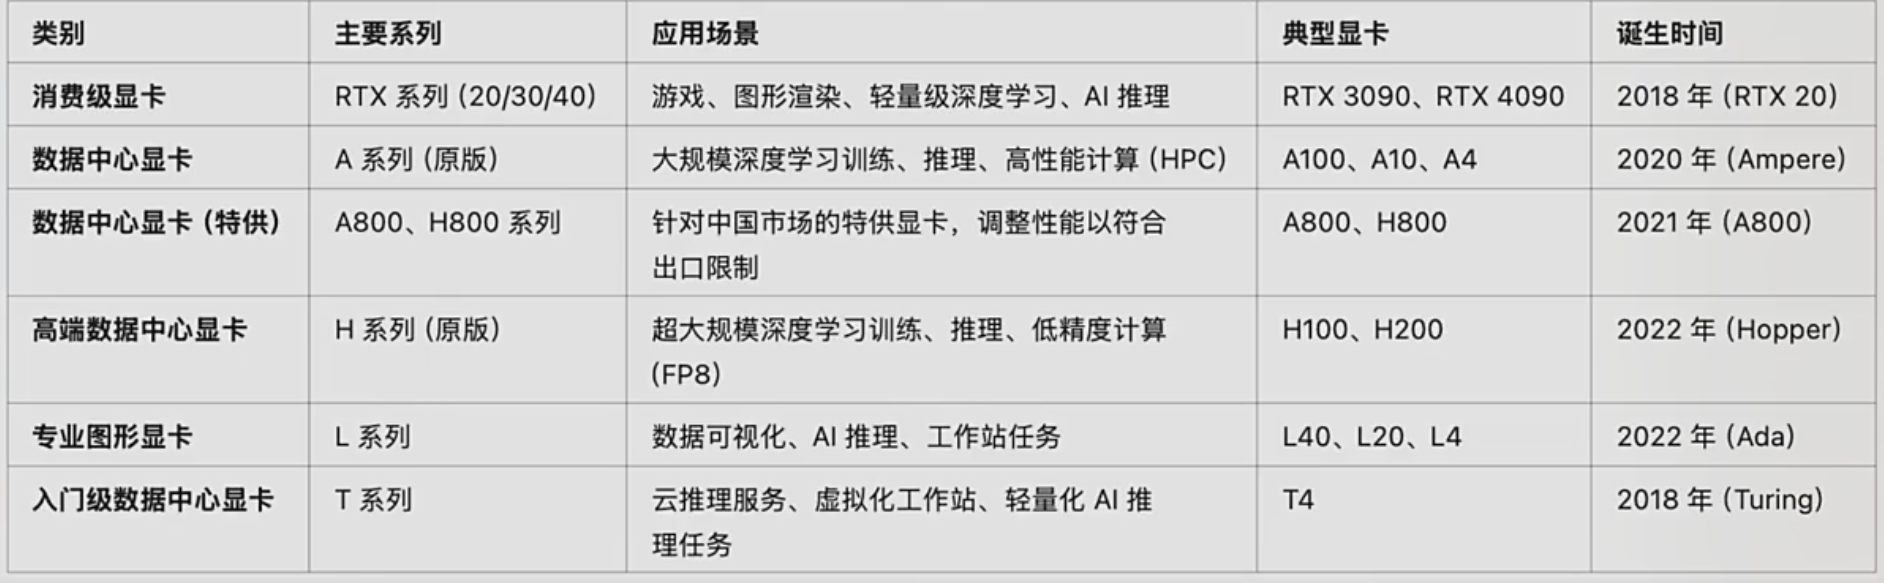 类别 主要系列 应用场景 典型显卡 诞生时间
消费级显卡 RTX 系列 (20/30/40) 游戏、图形渲染、轻量级深度学习、AI 推理 RTX 3090、RTX 4090 2018 年 (RTX 20)
数据中心显卡 A 系列 (原版) 大规模深度学习训练、推理、高性能计算 (HPC) A100、A10、A4 2020 年 (Ampere)
数据中心显卡 (特供) A800、H800 系列 针对中国市场的特供显卡，调整性能以符合 A800、H800 2021 年 (A800)
出口限制
高端数据中心显卡 H 系列 (原版) 超大规模深度学习训练、推理、低精度计算 H100、H200 2022 年 (Hopper)
(FP8)
专业图形显卡 L 系列 数据可视化、AI 推理、工作站任务 L40、L20、L4 2022 年 (Ada)
入门级数据中心显卡 T 系列 云推理服务、虚拟化工作站、轻量化 AI 推 T4 2018 年 (Turing)
理任务